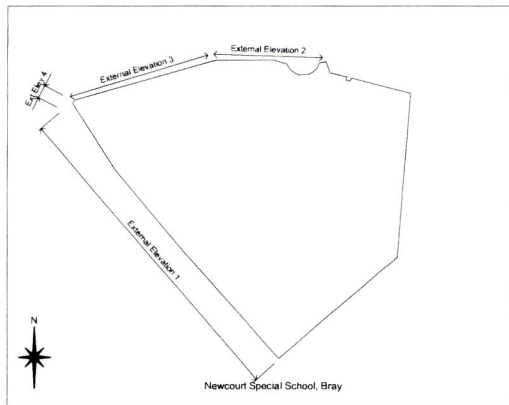 External Elevation 2
External Elevation 3
Ext Elev 4
External Elevation 1
N
Newcourt Special School, Bray